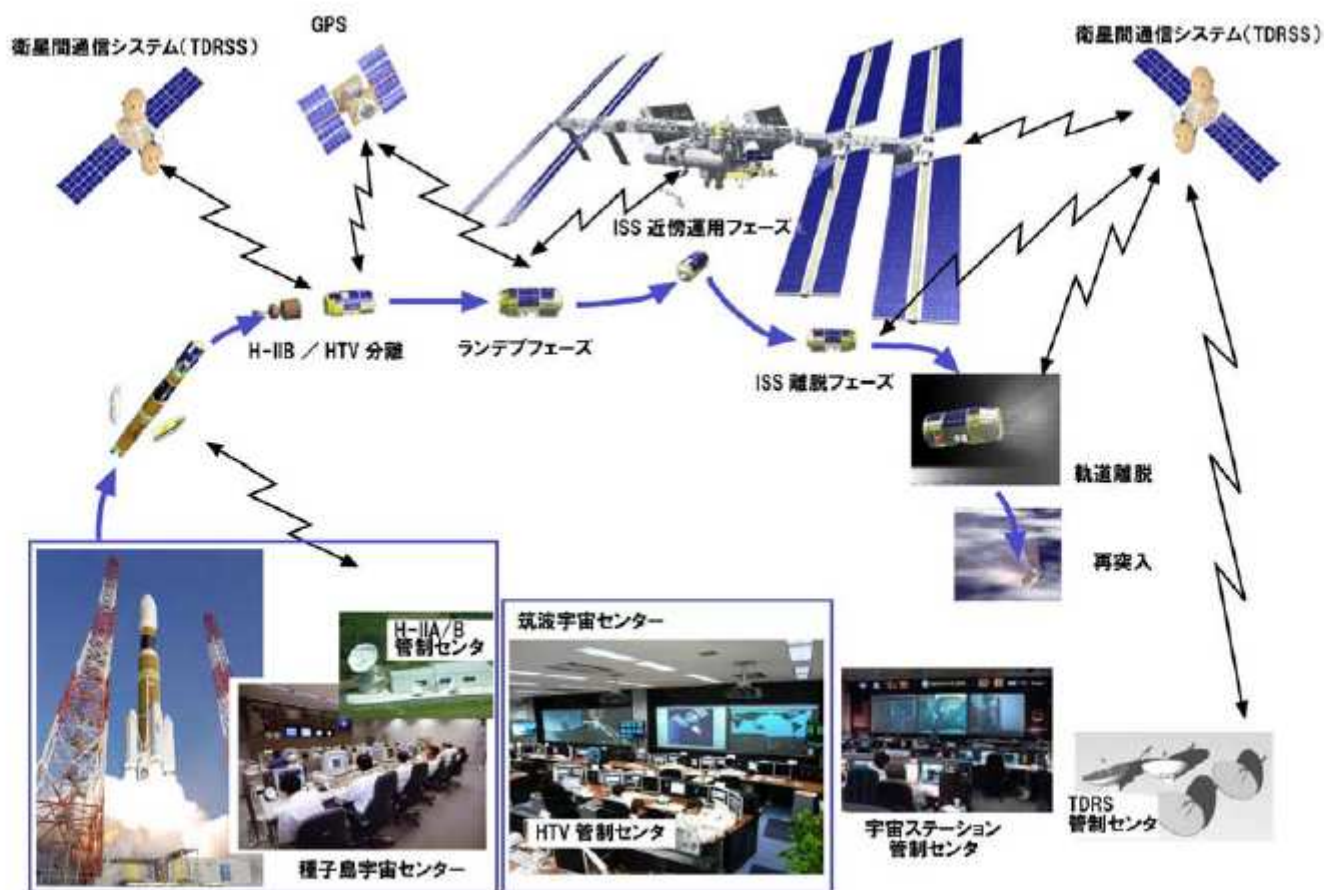 GPS
衛星間通信システム(TDRSS)
衛星間通信システム(TDRSS)
ISS 近傍運用フェーズ
H-IIB / HTV 分離
ランデブフェーズ
ISS 離脱フェーズ
軌道離脱
再突入
H-IIA/B
管制センタ
筑波宇宙センター
HTV 管制センタ
種子島宇宙センター
宇宙ステーション
管制センタ
TDRS
管制センタ